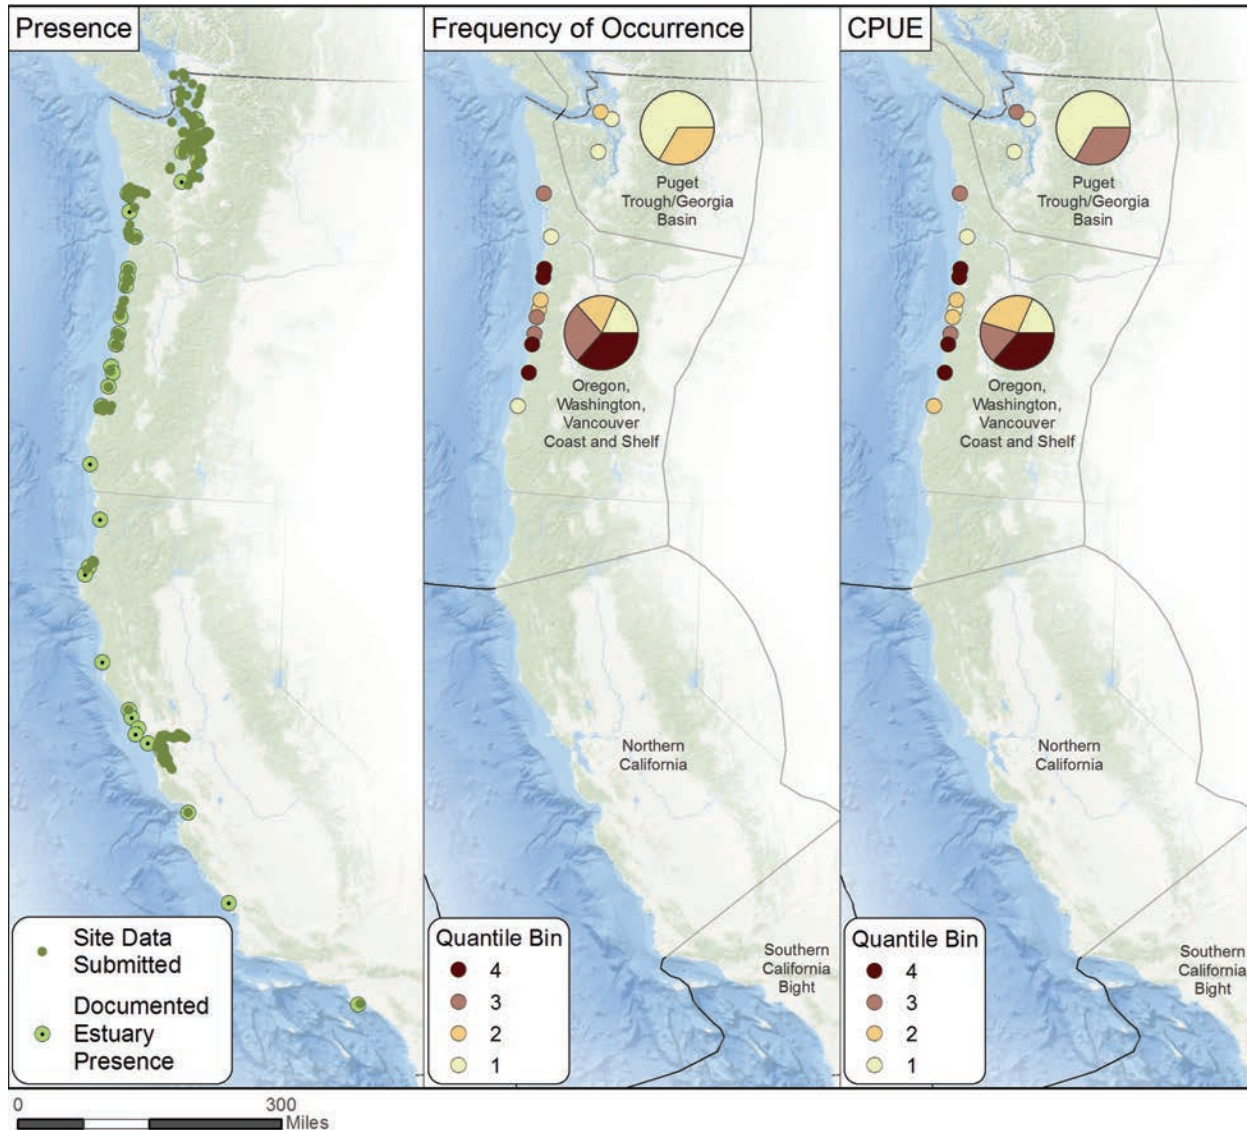 Presence
Site Data
Submitted
Documented
Estuary
Presence
0 300
Miles
Frequency of Occurrence
Puget
Trough/Georgia
Basin
Oregon,
Washington,
Vancouver
Coast and Shelf
Northern
California
Southern
California
Bight
Quantile Bin
4
3
2
1
CPUE
Puget
Trough/Georgia
Basin
Oregon,
Washington,
Vancouver
Coast and Shelf
Northern
California
Southern
California
Bight
Quantile Bin
4
3
2
1